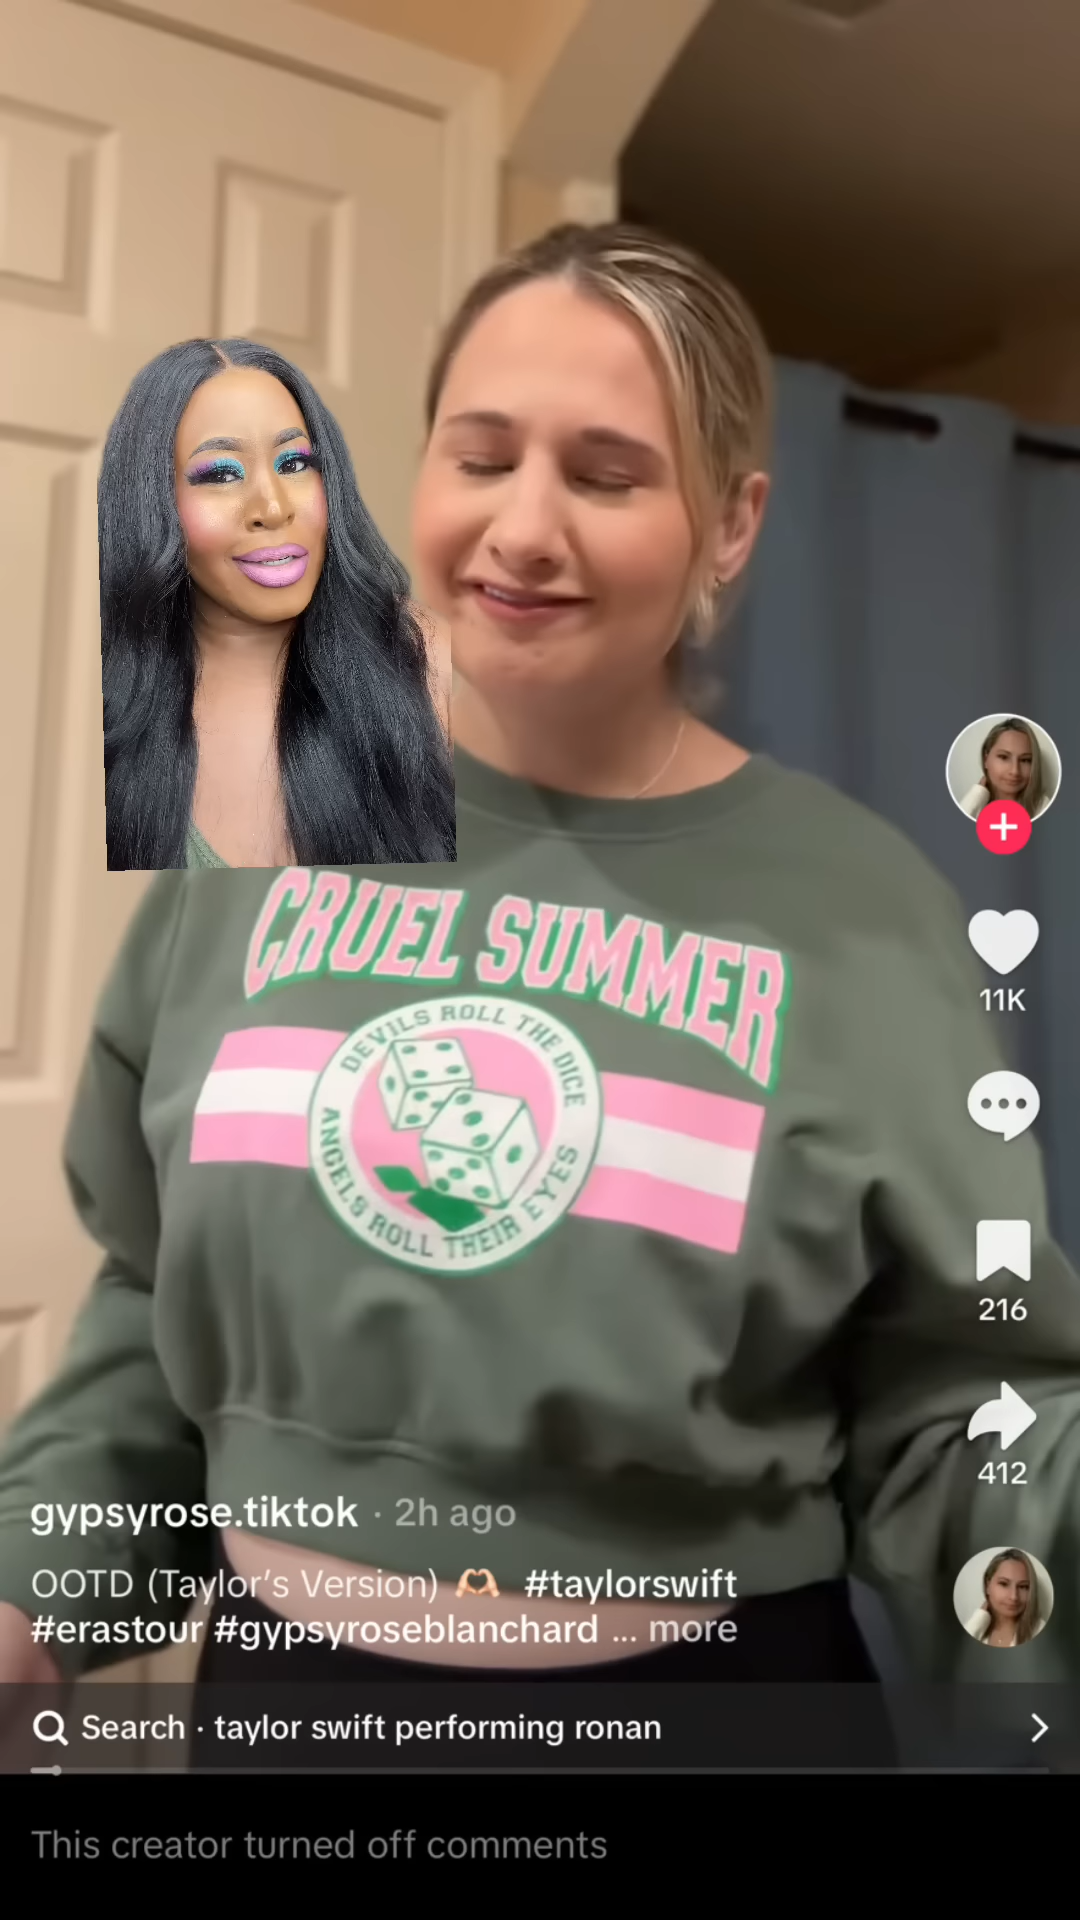 CRUEL SUMMER
DEVILS ROLL THE DICE
ANGELS ROLL THEIR EYES
11K
216
412
gypsyrose.tiktok · 2h ago
OOTD (Taylor’s Version) 🫶🏻 #taylorswift
#erastour #gypsyroseblanchard ... more
Search · taylor swift performing ronan
This creator turned off comments